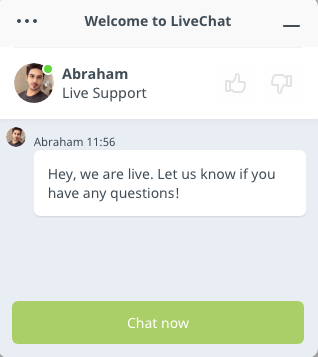 Welcome to LiveChat
Abraham
Live Support
Abraham 11:56
Hey, we are live. Let us know if you
have any questions!
Chat now